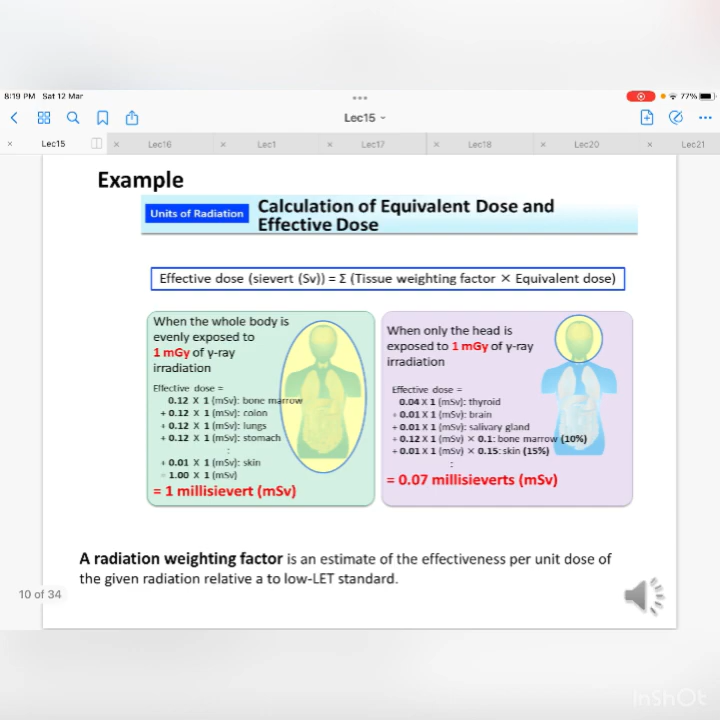 8:19 PM Sat 12 Mar
77%
Lec15
Lec15
Lec16
Lec1
Lec17
Lec18
Lec20
Lec21
Example
Units of Radiation
Calculation of Equivalent Dose and
Effective Dose
Effective dose (sievert (Sv)) = Σ (Tissue weighting factor × Equivalent dose)
When the whole body is
evenly exposed to
1 mGy of γ-ray
irradiation
Effective dose =
0.12 X 1 (mSv): bone marrow
+ 0.12 X 1 (mSv): colon
+ 0.12 X 1 (mSv): lungs
+ 0.12 X 1 (mSv): stomach
:
+ 0.01 X 1 (mSv): skin
= 1.00 X 1 (mSv)
= 1 millisievert (mSv)
When only the head is
exposed to 1 mGy of γ-ray
irradiation
Effective dose =
0.04 X 1 (mSv): thyroid
+ 0.01 X 1 (mSv): brain
+ 0.01 X 1 (mSv): salivary gland
+ 0.12 X 1 (mSv) × 0.1: bone marrow (10%)
+ 0.01 X 1 (mSv) × 0.15: skin (15%)
:
= 0.07 millisieverts (mSv)
A radiation weighting factor is an estimate of the effectiveness per unit dose of
the given radiation relative a to low-LET standard.
10 of 34
InShOt